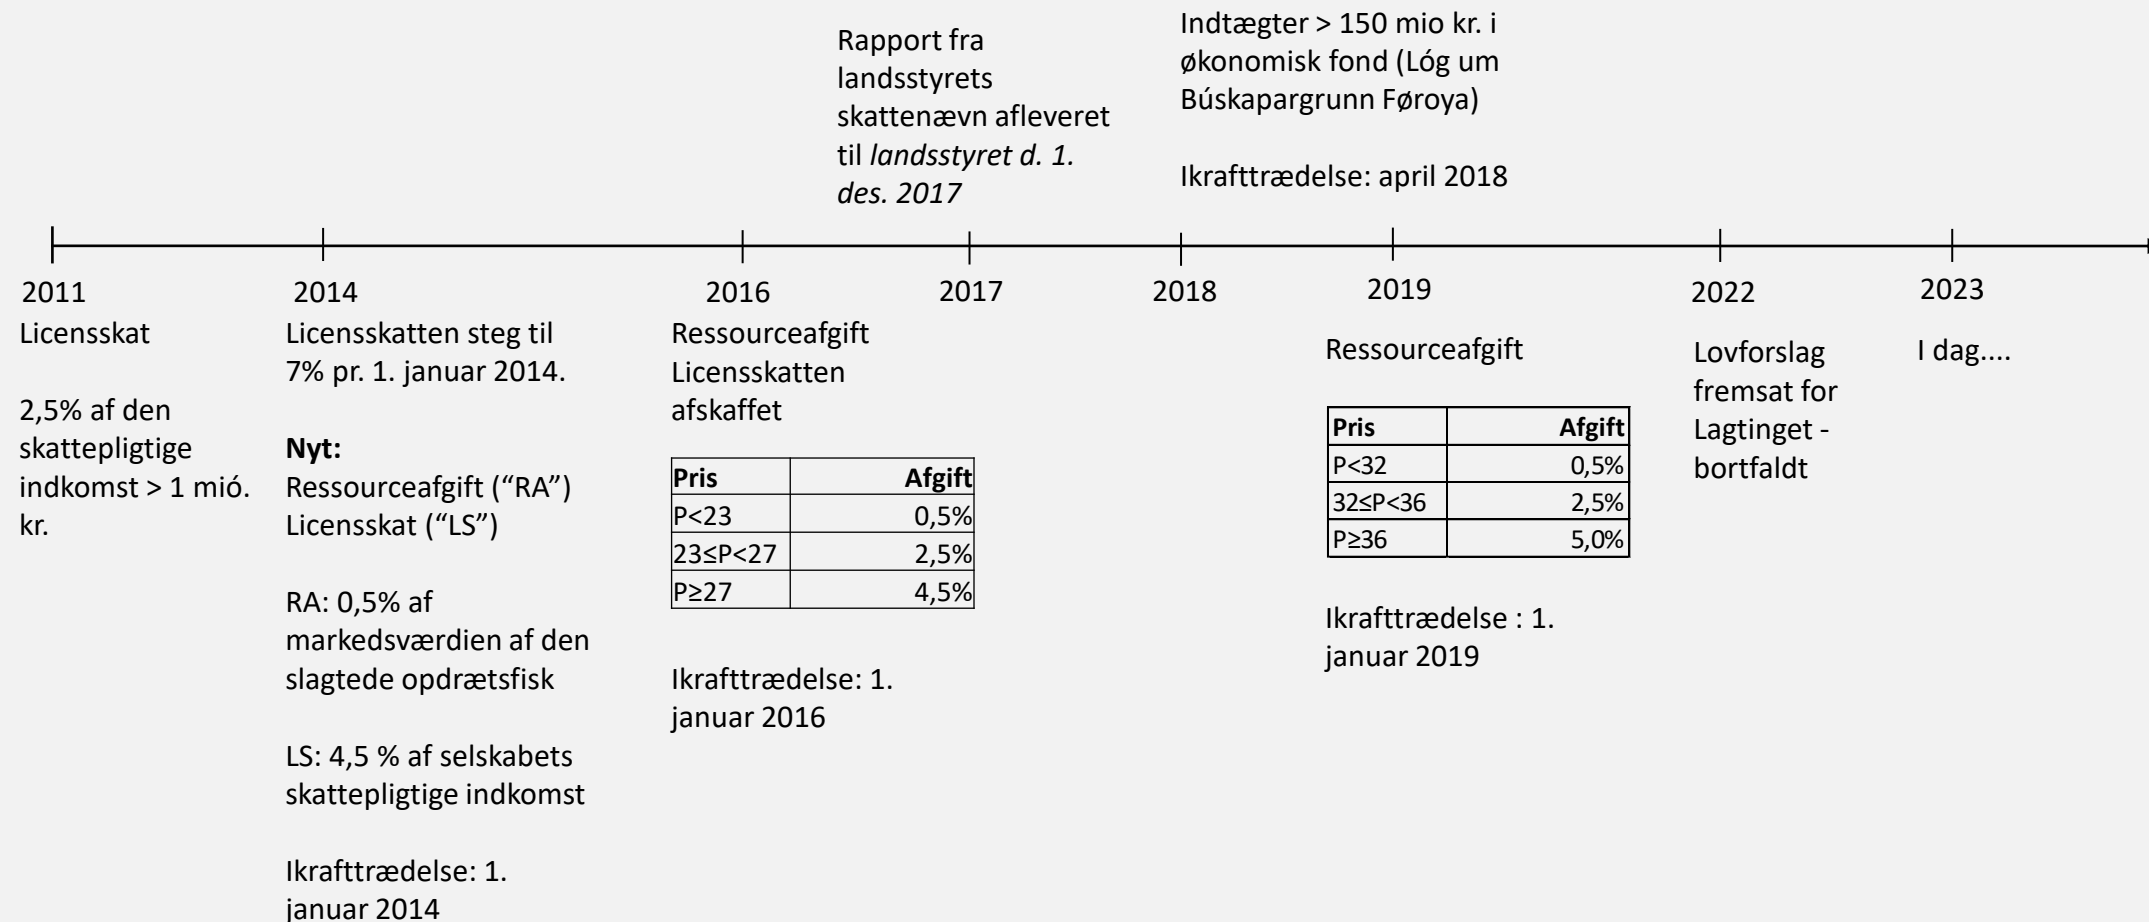 Rapport fra
landsstyrets
skattenævn afleveret
til landsstyret d. 1.
des. 2017
Indtægter > 150 mio kr. i
økonomisk fond (Lóg um
Búskapargrunn Føroya)
Ikrafttrædelse: april 2018
2011
Licensskat
2,5% af den
skattepligtige
indkomst > 1 mió.
kr.
2014
Licensskatten steg til
7% pr. 1. januar 2014.
Nyt:
Ressourceafgift (“RA”)
Licensskat (“LS”)
RA: 0,5% af
markedsværdien af den
slagtede opdrætsfisk
LS: 4,5 % af selskabets
skattepligtige indkomst
Ikrafttrædelse: 1.
januar 2014
2016
Ressourceafgift
Licensskatten
afskaffet
Pris Afgift
P<23 0,5%
23≤P<27 2,5%
P≥27 4,5%
Ikrafttrædelse: 1.
januar 2016
2017
2018
2019
Ressourceafgift
Pris Afgift
P<32 0,5%
32≤P<36 2,5%
P≥36 5,0%
Ikrafttrædelse : 1.
januar 2019
2022
Lovforslag
fremsat for
Lagtinget -
bortfaldt
2023
I dag....